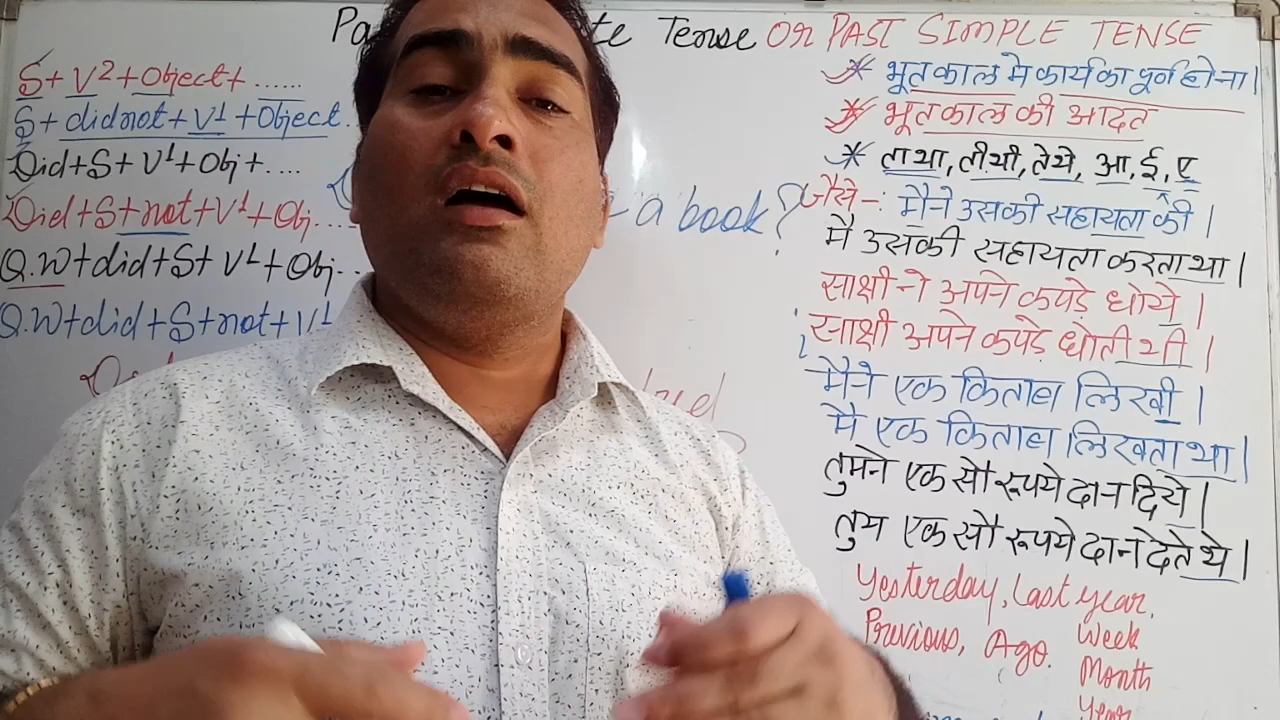 Tense OR PAST SIMPLE TENSE
S + V² + Object + ......
S + did not + V¹ + Object.
Did + S + V¹ + Obj + ....
Did + S + not + V¹ + Obj. ....
Q.W + did + S + V¹ + Obj...
Q.W + did + S + not + V¹
a book?
* भूतकाल मे कार्य का पूर्ण होना।
* भूतकाल की आदत
* ता था, ती थी, ते थे, आ, ई, ए
जैसे -: मैने उसकी सहायता की।
मै उसकी सहायता करता था।
साक्षी ने अपने कपड़े धोये।
साक्षी अपने कपड़े धोती थी।
मैने एक किताब लिखी।
मै एक किताब लिखता था।
तुमने एक सौ रूपये दान दिये।
तुम एक सौ रूपये दान देते थे।
Yesterday, Last year.
Previous, Ago. Week
Month
Year